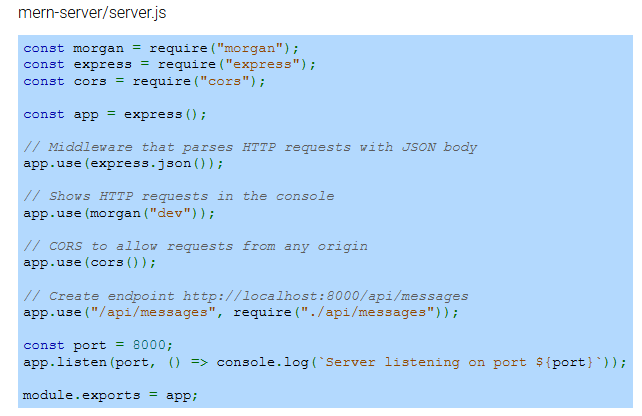 mern-server/server.js
const morgan = require("morgan");
const express = require("express");
const cors = require("cors");
const app = express();
// Middleware that parses HTTP requests with JSON body
app.use(express.json());
// Shows HTTP requests in the console
app.use(morgan("dev"));
// CORS to allow requests from any origin
app.use(cors());
// Create endpoint http://localhost:8000/api/messages
app.use("/api/messages", require("./api/messages"));
const port = 8000;
app.listen(port, () => console.log(`Server listening on port ${port}`));
module.exports = app;